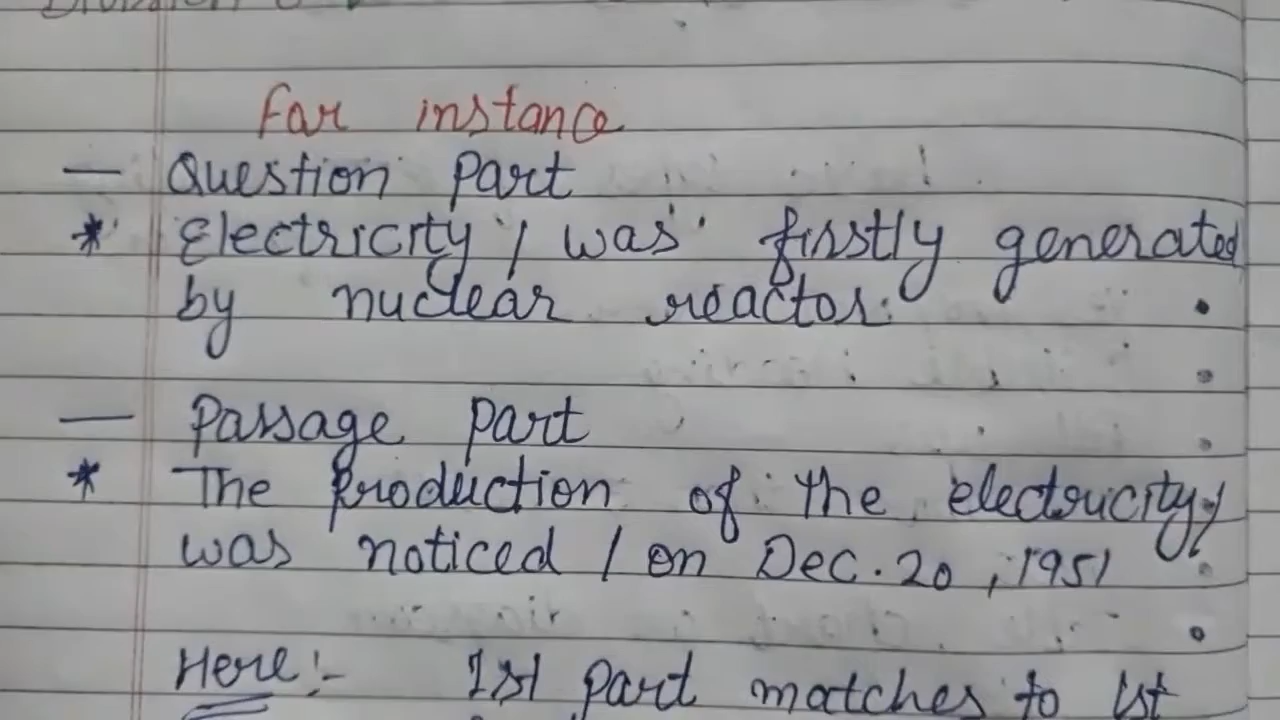 For instance
— Question part
* Electricity / was firstly generated
by nuclear reactor.
— Passage part
* The production of the electricity /
was noticed / on Dec. 20, 1951
Here:- 1st part matches to 1st